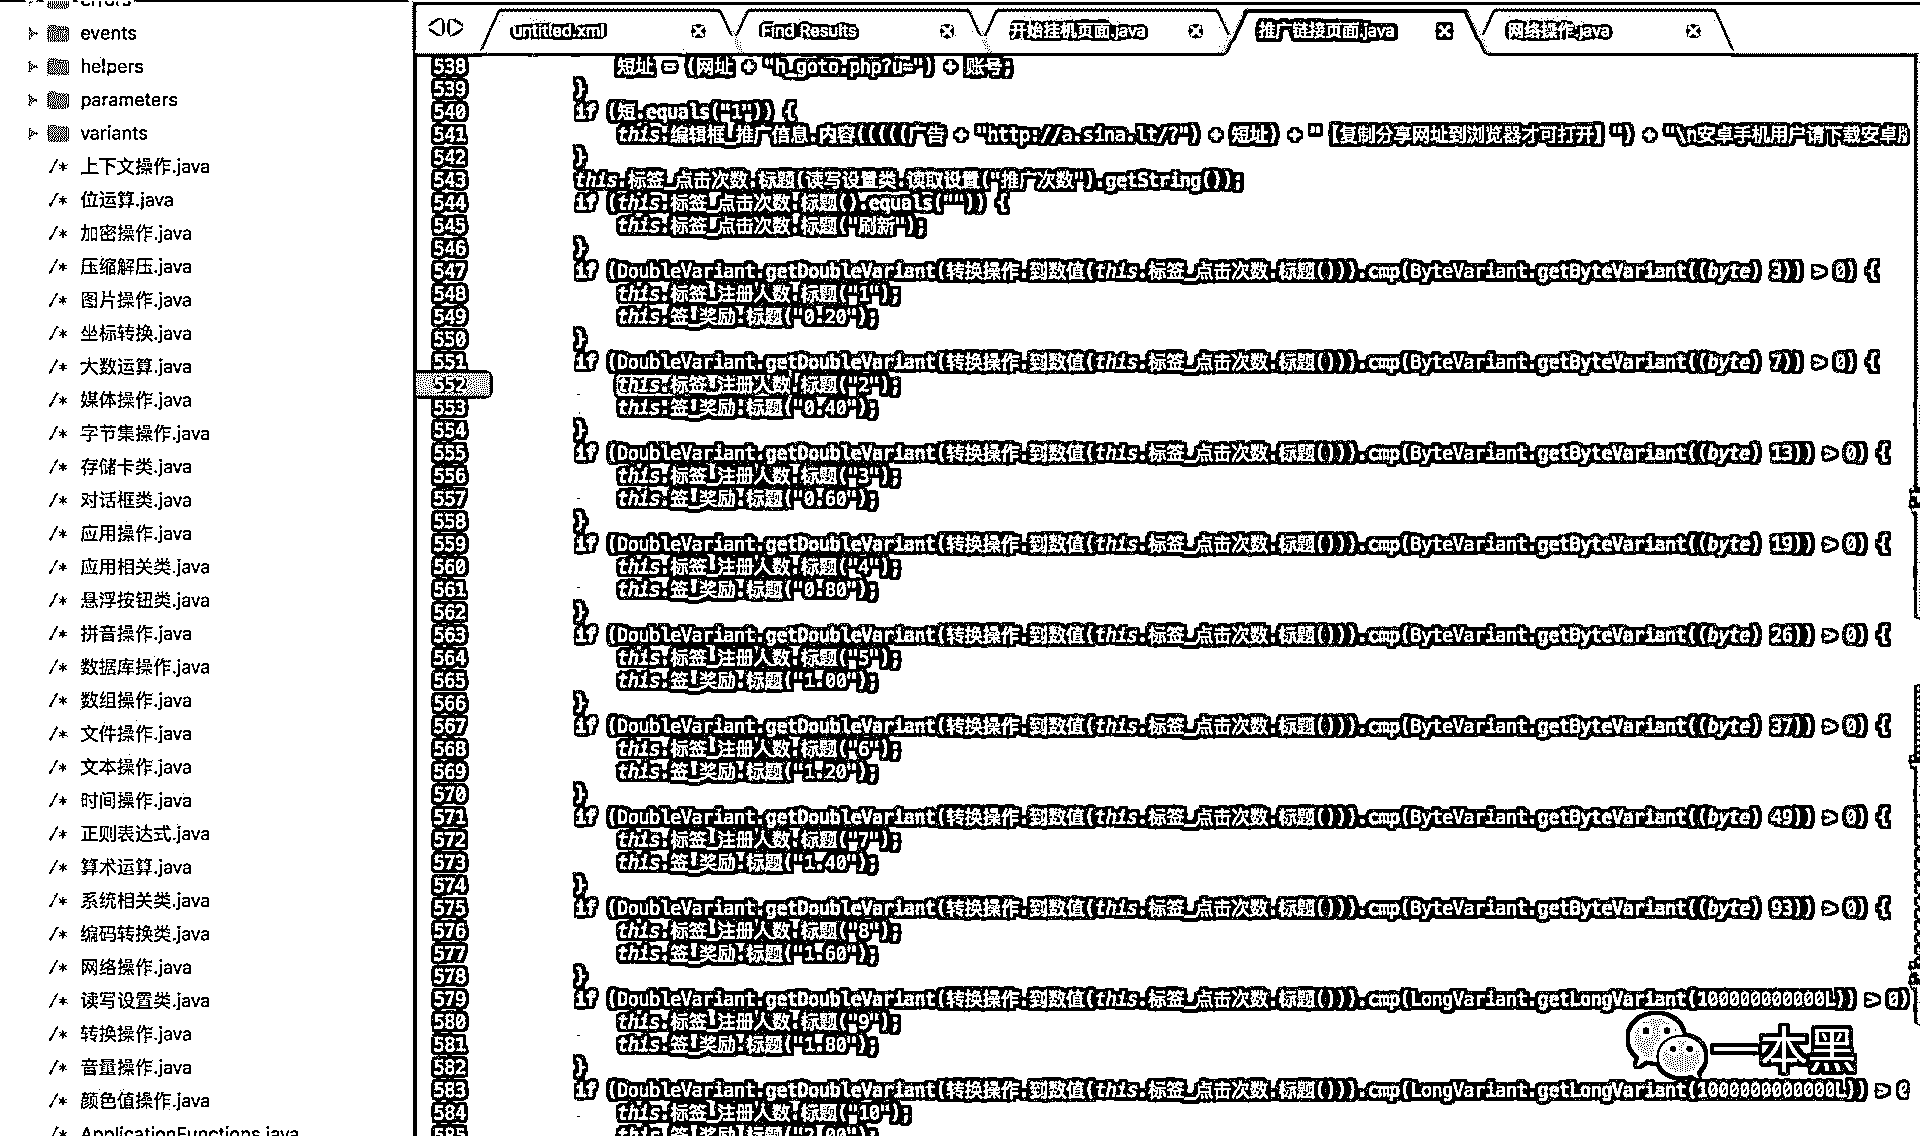 errors
events
helpers
parameters
variants
/* 上下文操作.java
/* 位运算.java
/* 加密操作.java
/* 压缩解压.java
/* 图片操作.java
/* 坐标转换.java
/* 大数运算.java
/* 媒体操作.java
/* 字节集操作.java
/* 存储卡类.java
/* 对话框类.java
/* 应用操作.java
/* 应用相关类.java
/* 悬浮按钮类.java
/* 拼音操作.java
/* 数据库操作.java
/* 数组操作.java
/* 文件操作.java
/* 文本操作.java
/* 时间操作.java
/* 正则表达式.java
/* 算术运算.java
/* 系统相关类.java
/* 编码转换类.java
/* 网络操作.java
/* 读写设置类.java
/* 转换操作.java
/* 音量操作.java
/* 颜色值操作.java
/* ApplicationFunctions.java
untitled.xml Find Results 开始挂机页面.java 推广链接页面.java 网络操作.java
538 短址 = (网址 + "h_goto.php?u=") + 账号;
539 }
540 if (短.equals("1")) {
541 this.编辑框_推广信息.内容(((((广告 + "http://a.sina.lt/?") + 短址) + " [复制分享网址到浏览器才可打开] ") + "\n安卓手机用户请下载安卓
542 }
543 this.标签_点击次数.标题(读写设置类.读取设置("推广次数").getString());
544 if (this.标签_点击次数.标题().equals("")) {
545 this.标签_点击次数.标题("刷新");
546 }
547 if (DoubleVariant.getDoubleVariant(转换操作.到数值(this.标签_点击次数.标题())).cmp(ByteVariant.getByteVariant((byte) 3)) > 0) {
548 this.标签_注册人数.标题("1");
549 this.签_奖励.标题("0.20");
550 }
551 if (DoubleVariant.getDoubleVariant(转换操作.到数值(this.标签_点击次数.标题())).cmp(ByteVariant.getByteVariant((byte) 7)) > 0) {
552 this.标签_注册人数.标题("2");
553 this.签_奖励.标题("0.40");
554 }
555 if (DoubleVariant.getDoubleVariant(转换操作.到数值(this.标签_点击次数.标题())).cmp(ByteVariant.getByteVariant((byte) 13)) > 0) {
556 this.标签_注册人数.标题("3");
557 this.签_奖励.标题("0.60");
558 }
559 if (DoubleVariant.getDoubleVariant(转换操作.到数值(this.标签_点击次数.标题())).cmp(ByteVariant.getByteVariant((byte) 19)) > 0) {
560 this.标签_注册人数.标题("4");
561 this.签_奖励.标题("0.80");
562 }
563 if (DoubleVariant.getDoubleVariant(转换操作.到数值(this.标签_点击次数.标题())).cmp(ByteVariant.getByteVariant((byte) 26)) > 0) {
564 this.标签_注册人数.标题("5");
565 this.签_奖励.标题("1.00");
566 }
567 if (DoubleVariant.getDoubleVariant(转换操作.到数值(this.标签_点击次数.标题())).cmp(ByteVariant.getByteVariant((byte) 37)) > 0) {
568 this.标签_注册人数.标题("6");
569 this.签_奖励.标题("1.20");
570 }
571 if (DoubleVariant.getDoubleVariant(转换操作.到数值(this.标签_点击次数.标题())).cmp(ByteVariant.getByteVariant((byte) 49)) > 0) {
572 this.标签_注册人数.标题("7");
573 this.签_奖励.标题("1.40");
574 }
575 if (DoubleVariant.getDoubleVariant(转换操作.到数值(this.标签_点击次数.标题())).cmp(ByteVariant.getByteVariant((byte) 93)) > 0) {
576 this.标签_注册人数.标题("8");
577 this.签_奖励.标题("1.60");
578 }
579 if (DoubleVariant.getDoubleVariant(转换操作.到数值(this.标签_点击次数.标题())).cmp(LongVariant.getLongVariant(100000000000L)) > 0)
580 this.标签_注册人数.标题("9");
581 this.签_奖励.标题("1.80");
582 }
583 if (DoubleVariant.getDoubleVariant(转换操作.到数值(this.标签_点击次数.标题())).cmp(LongVariant.getLongVariant(1000000000000L)) > 0
584 this.标签_注册人数.标题("10");
585 this.签_奖励.标题("2.00");
一本黑